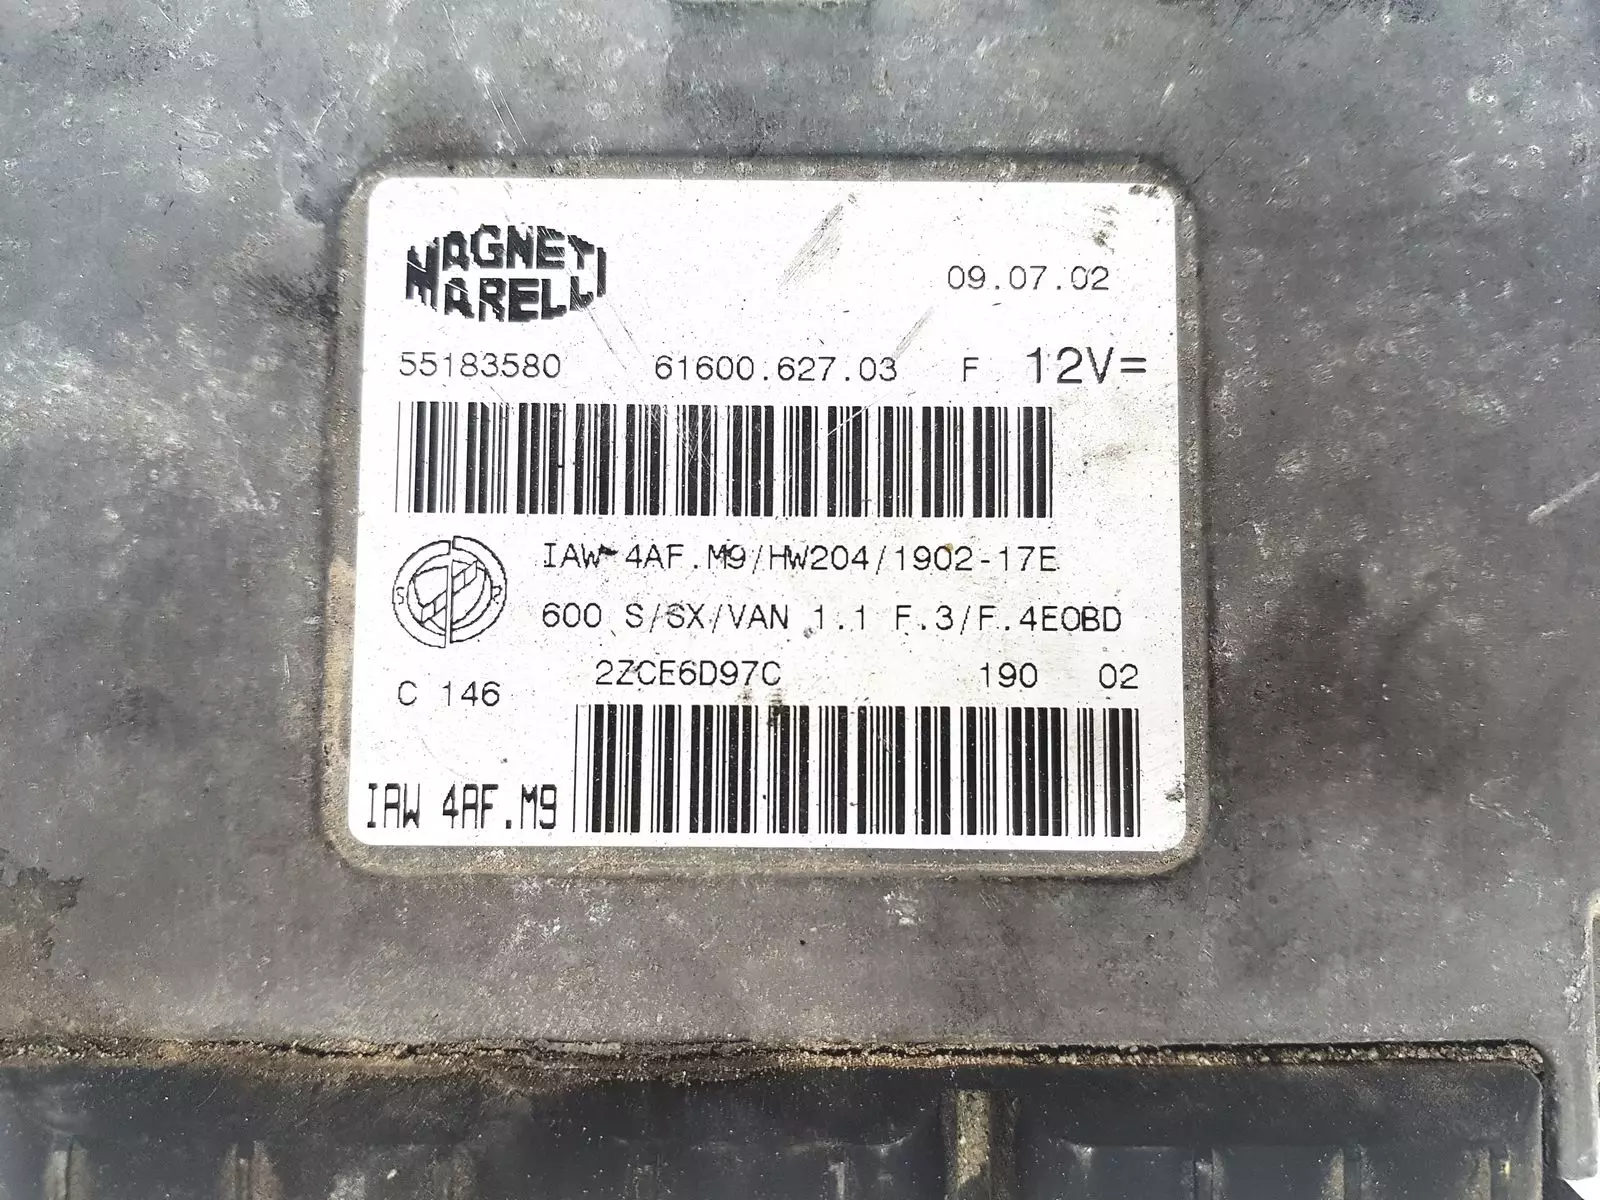 MAGNETI
MARELLI
09.07.02
55183580 61600.627.03 F 12V=
IAW 4AF.M9/HW204/1902-17E
S R
600 S/SX/VAN 1.1 F.3/F.4EOBD
2ZCE6D97C 190 02
C 146
IAW 4AF.M9